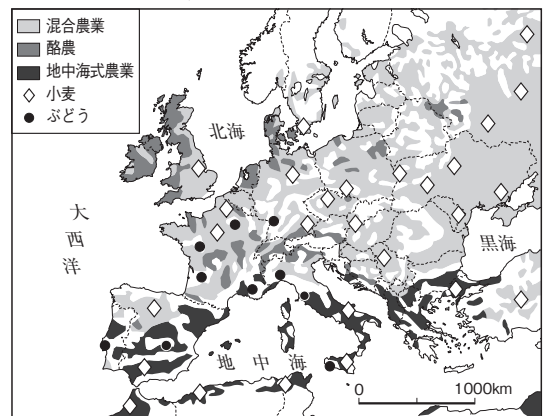 混合農業
酪農
地中海式農業
小麦
ぶどう
北海
大西洋
黒海
地中海
0 1000km